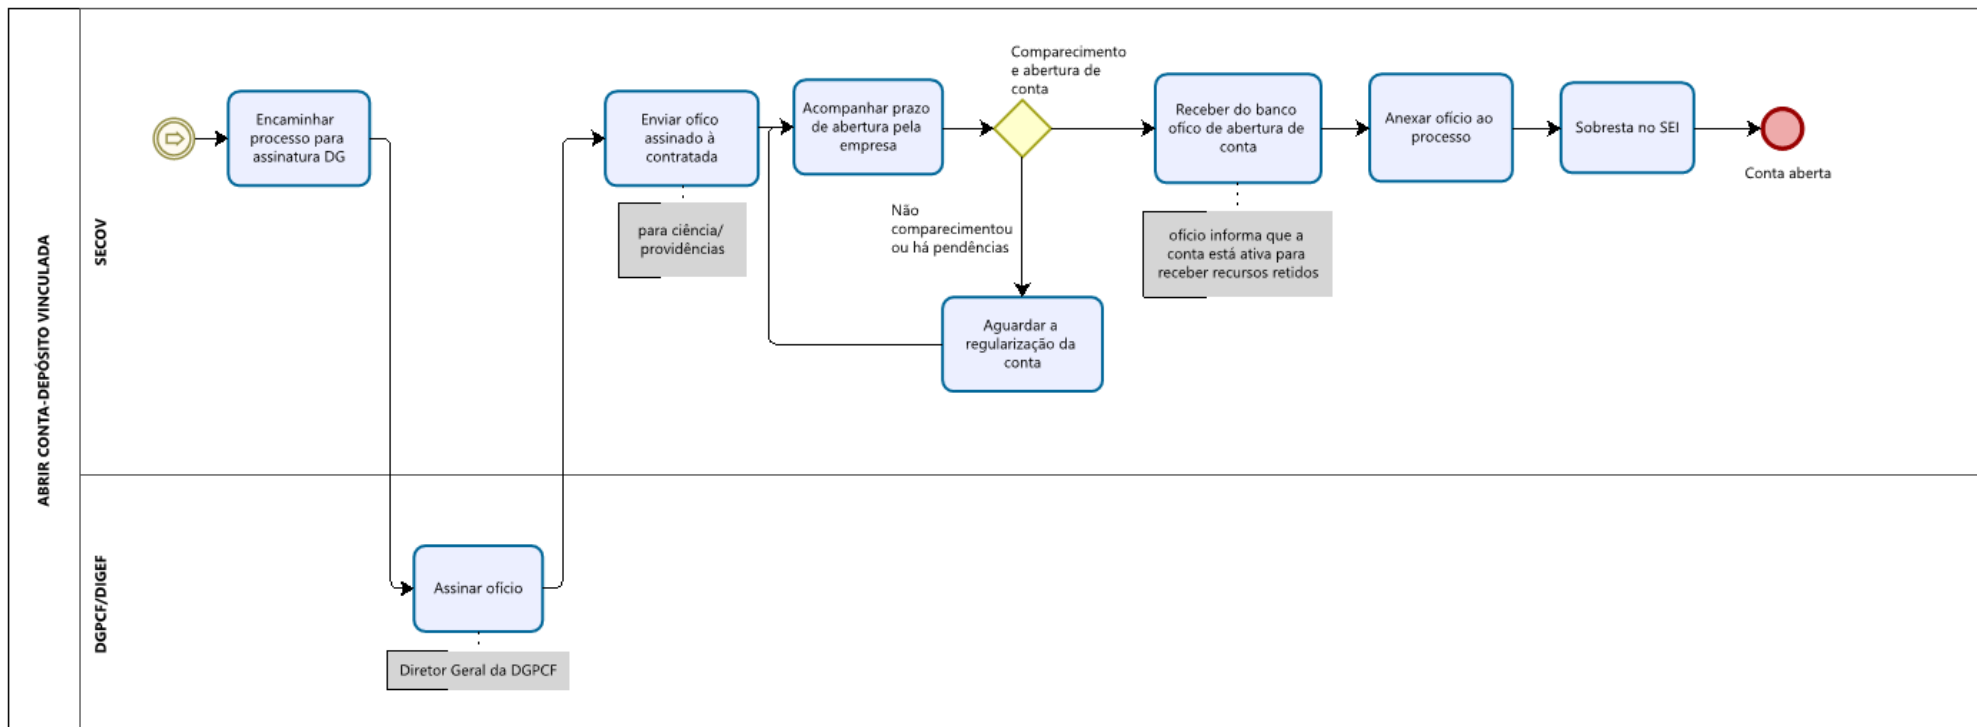 ABRIR CONTA-DEPÓSITO VINCULADA
SECOV
Encaminhar
processo para
assinatura DG
Enviar ofíco
assinado à
contratada
para ciência/
providências
Acompanhar prazo
de abertura pela
empresa
Comparecimento
e abertura de
conta
Não
comparecimentou
ou há pendências
Aguardar a
regularização da
conta
Receber do banco
ofíco de abertura de
conta
ofício informa que a
conta está ativa para
receber recursos retidos
Anexar ofício ao
processo
Sobresta no SEI
Conta aberta
DGPCF/DIGEF
Assinar ofício
Diretor Geral da DGPCF